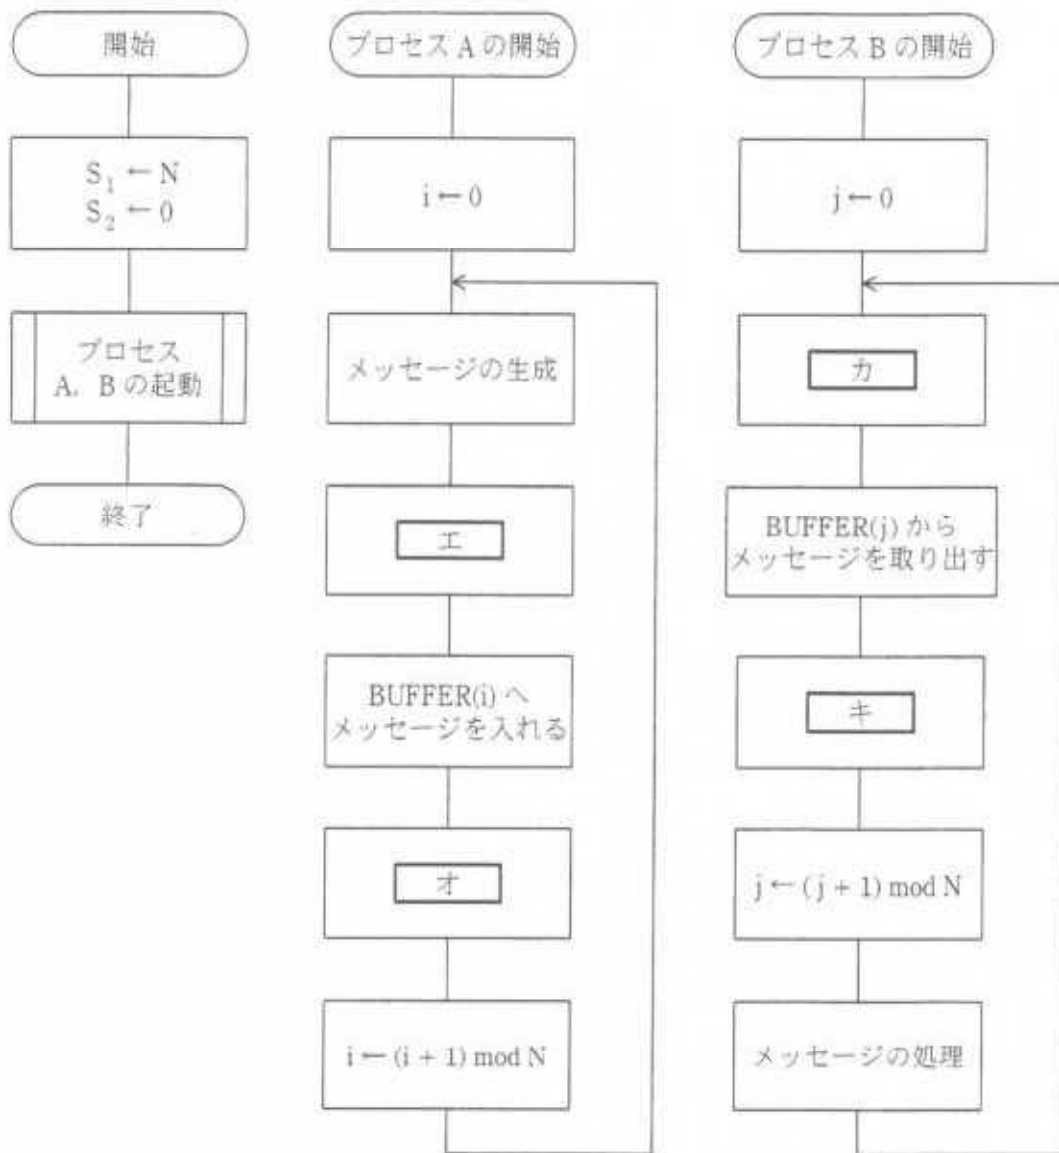 開始
S₁ ← N
S₂ ← 0
プロセス
A, B の起動
終了
プロセス A の開始
i ← 0
メッセージの生成
エ
BUFFER(i) へ
メッセージを入れる
オ
i ← (i + 1) mod N
プロセス B の開始
j ← 0
カ
BUFFER(j) から
メッセージを取り出す
キ
j ← (j + 1) mod N
メッセージの処理